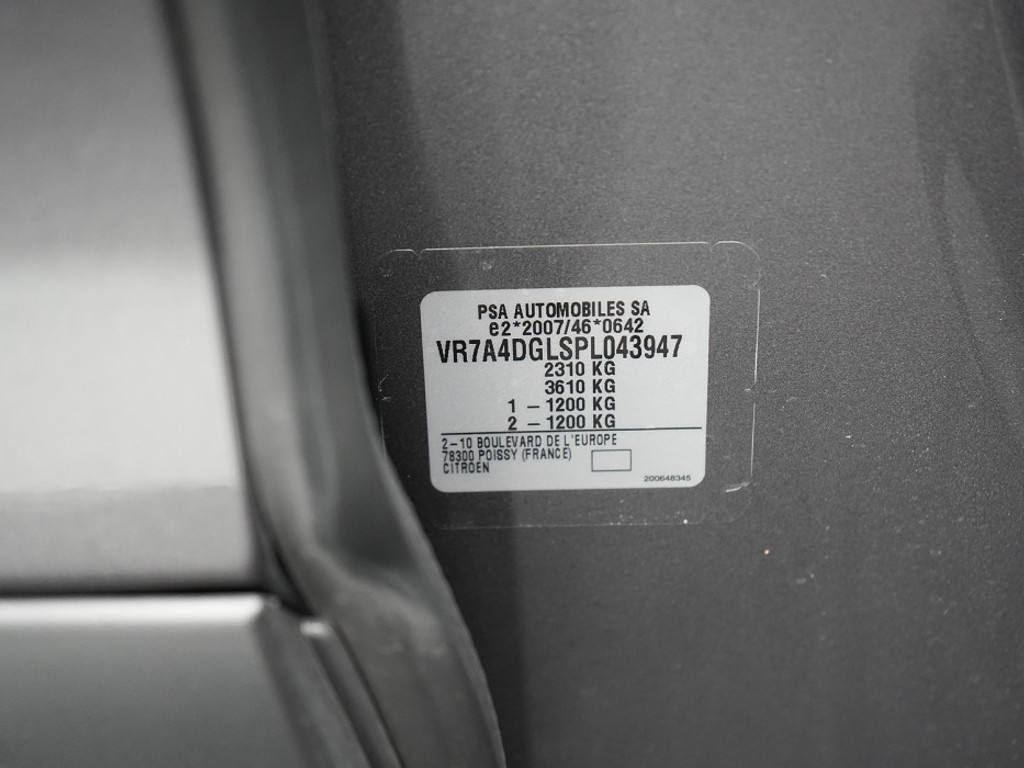 PSA AUTOMOBILES SA
e2*2007/46*0642
VR7A4DGLSPL043947
2310 KG
3610 KG
1 – 1200 KG
2 – 1200 KG
2–10 BOULEVARD DE L'EUROPE
78300 POISSY (FRANCE)
CITROEN
200648345